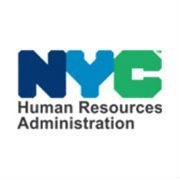 NYC
Human Resources
Administration